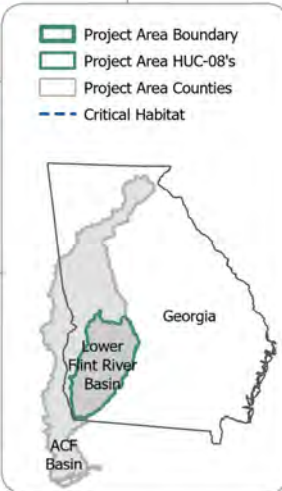 Project Area Boundary
Project Area HUC-08's
Project Area Counties
Critical Habitat
Georgia
Lower
Flint River
Basin
ACF
Basin